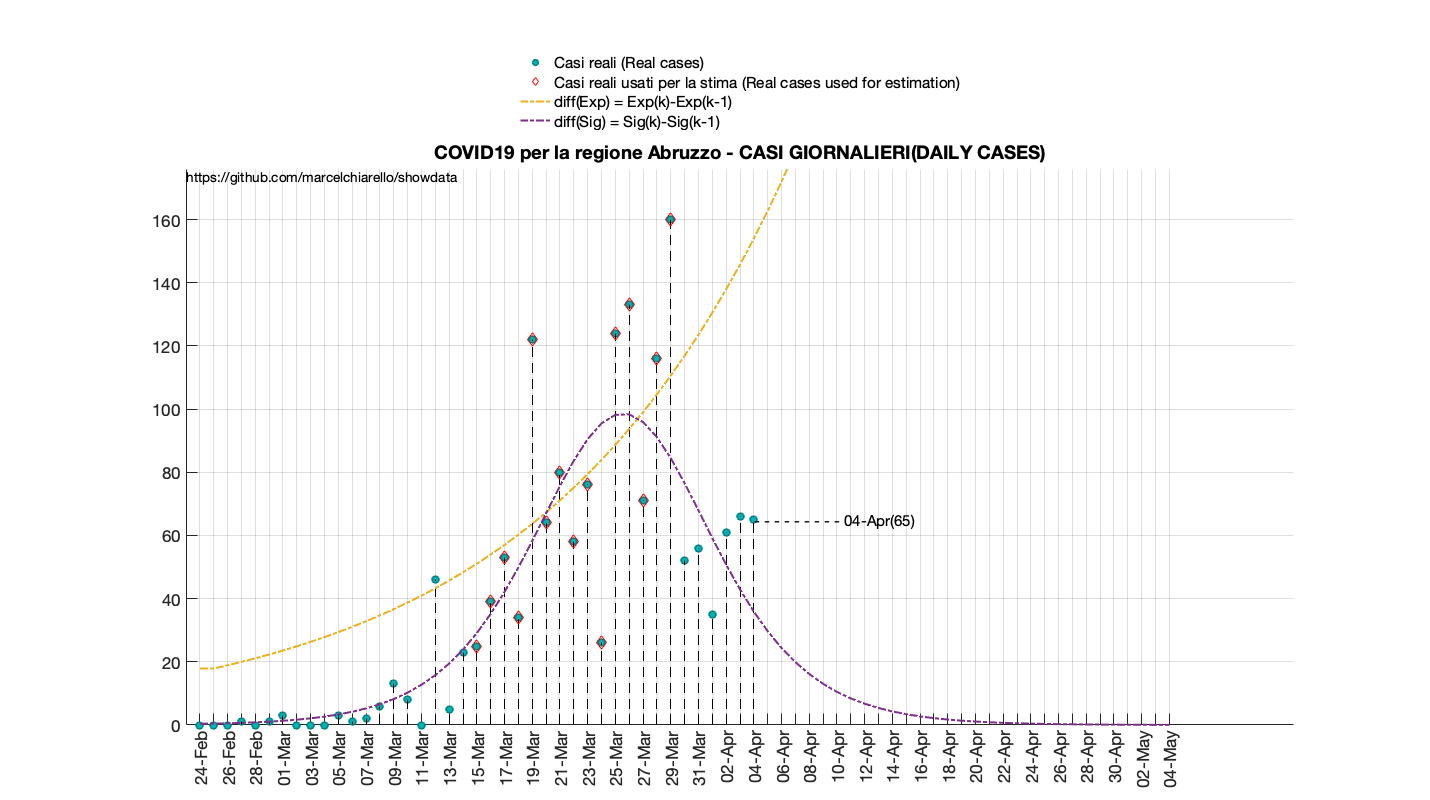 Casi reali (Real cases)
Casi reali usati per la stima (Real cases used for estimation)
diff(Exp) = Exp(k)-Exp(k-1)
diff(Sig) = Sig(k)-Sig(k-1)
COVID19 per la regione Abruzzo - CASI GIORNALIERI(DAILY CASES)
https://github.com/marcelchiarello/showdata
160
140
120
100
80
60
40
20
0
04-Apr(65)
24-Feb
26-Feb
28-Feb
01-Mar
03-Mar
05-Mar
07-Mar
09-Mar
11-Mar
13-Mar
15-Mar
17-Mar
19-Mar
21-Mar
23-Mar
25-Mar
27-Mar
29-Mar
31-Mar
02-Apr
04-Apr
06-Apr
08-Apr
10-Apr
12-Apr
14-Apr
16-Apr
18-Apr
20-Apr
22-Apr
24-Apr
26-Apr
28-Apr
30-Apr
02-May
04-May